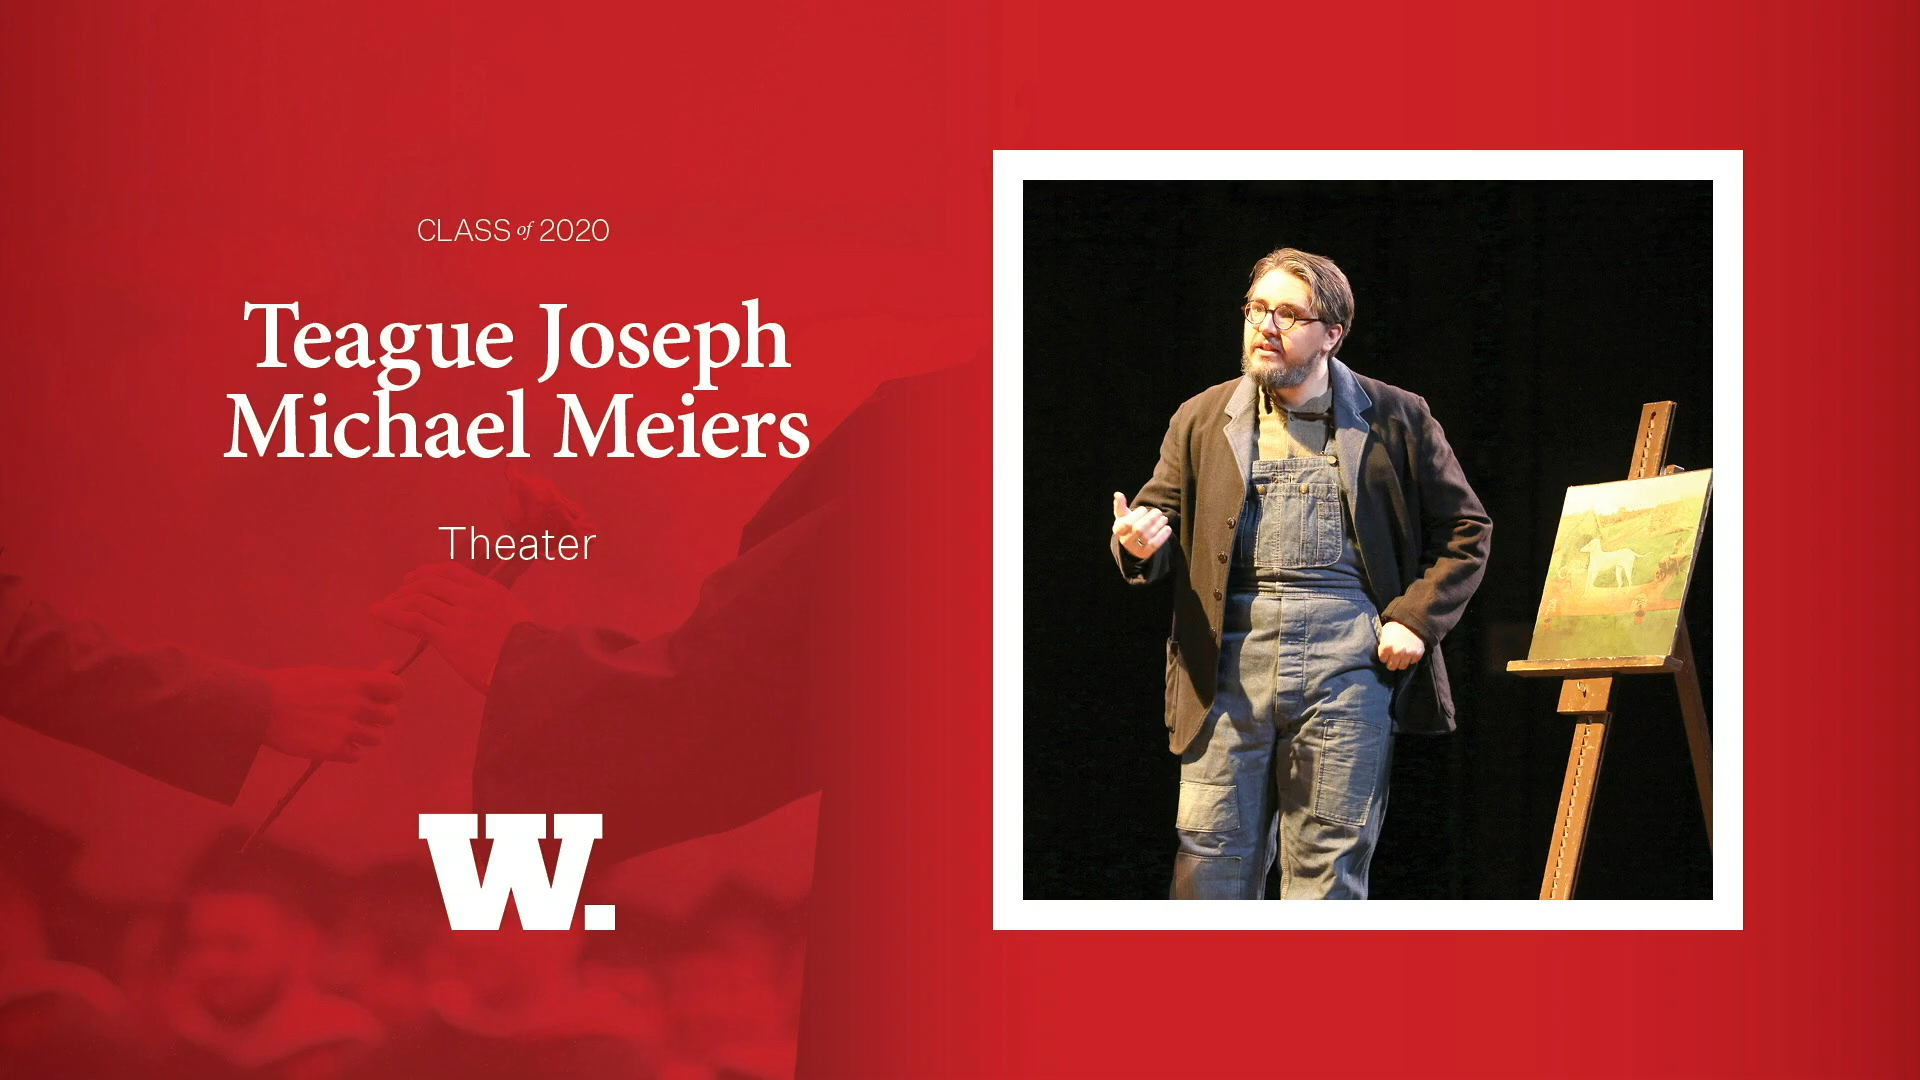 CLASS of 2020
Teague Joseph
Michael Meiers
Theater
W.